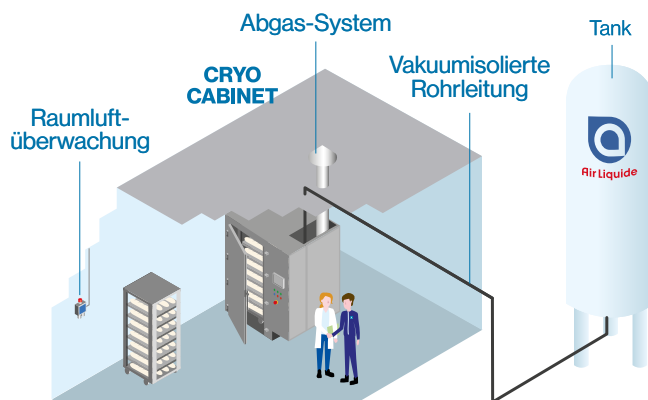 Abgas-System
Tank
CRYO
CABINET
Vakuumisolierte
Rohrleitung
Raumluft-
überwachung
Air Liquide